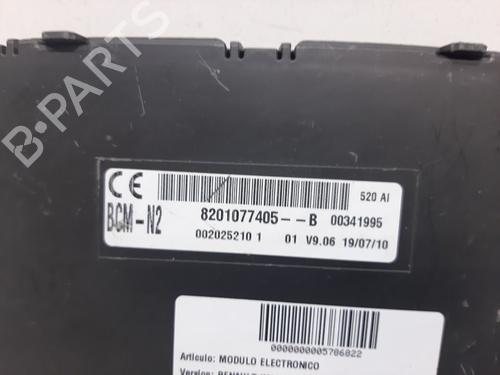 B-PARTS
CE
520 AI
BCM-N2
8201077405--B 00341995
002025210 1 01 V9.06 19/07/10
0000000005786822
Articulo: MODULO ELECTRONICO